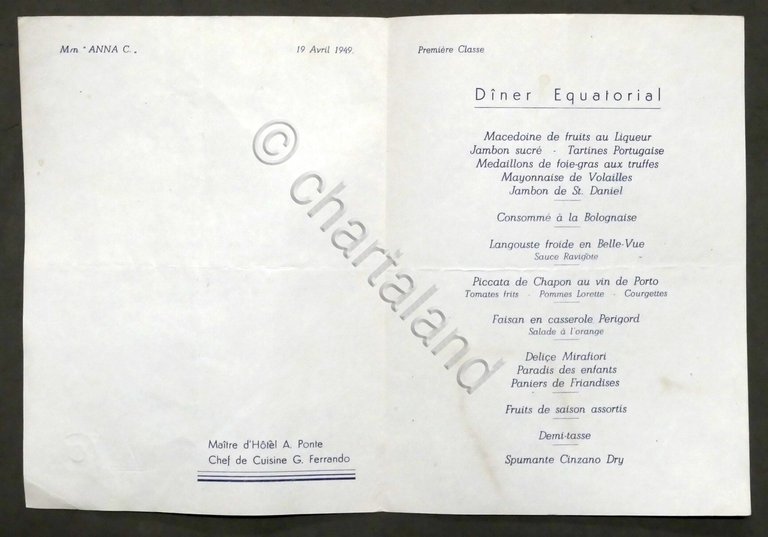 M/n "ANNA C."
19 Avril 1949.
Maître d'Hôtel A. Ponte
Chef de Cuisine G. Ferrando
Première Classe
Dîner Equatorial
Macedoine de fruits au Liqueur
Jambon sucré - Tartines Portugaise
Medaillons de foie-gras aux truffes
Mayonnaise de Volailles
Jambon de St. Daniel
Consommé à la Bolognaise
Langouste froide en Belle-Vue
Sauce Ravigote
Piccata de Chapon au vin de Porto
Tomates frits - Pommes Lorette - Courgettes
Faisan en casserole Perigord
Salade à l'orange
Deliçe Mirafiori
Paradis des enfants
Paniers de Friandises
Fruits de saison assortis
Demi-tasse
Spumante Cinzano Dry
© chartaland